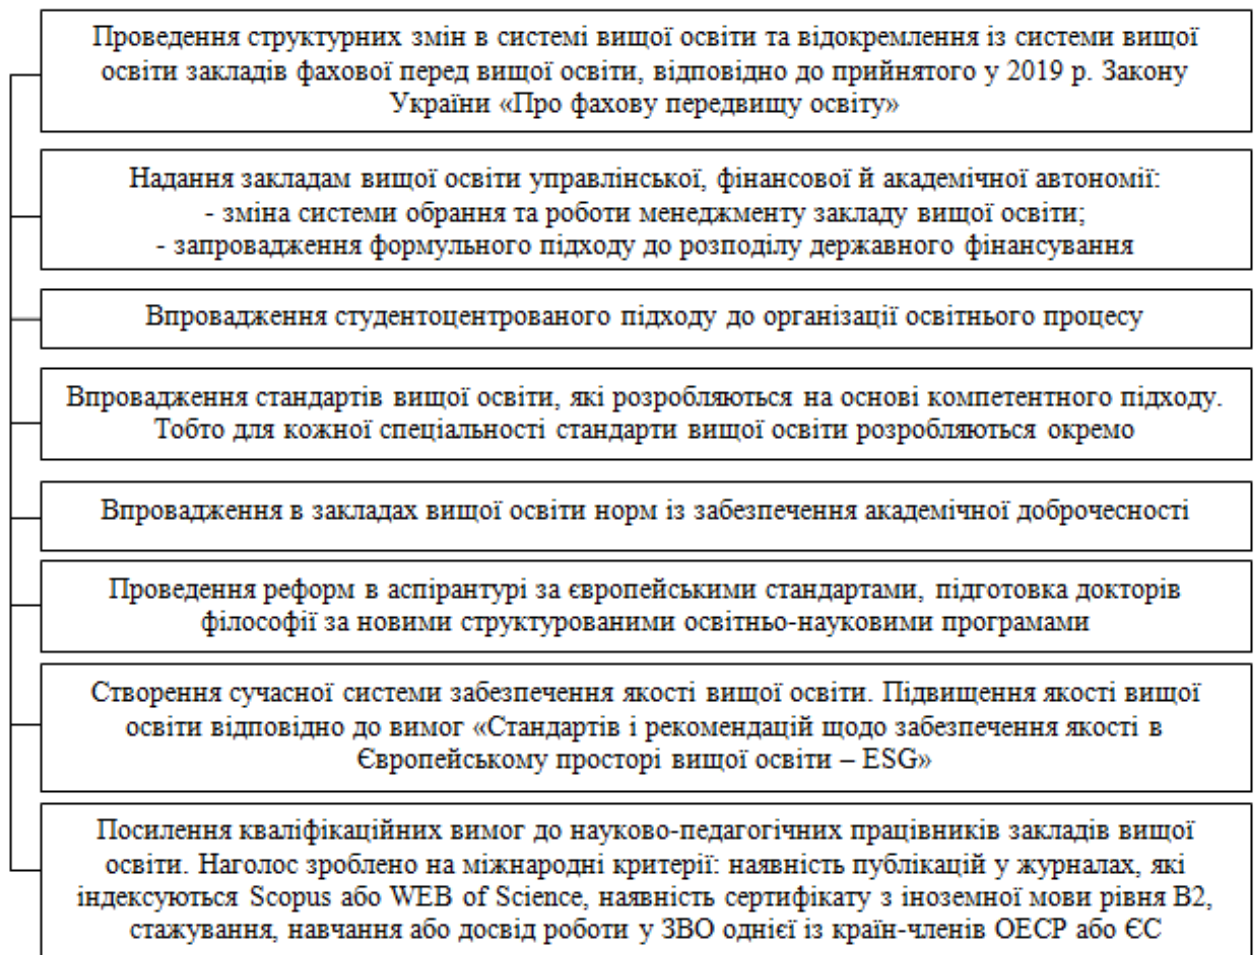 Проведення структурних змін в системі вищої освіти та відокремлення із системи вищої
освіти закладів фахової перед вищої освіти, відповідно до прийнятого у 2019 р. Закону
України «Про фахову передвищу освіту»
Надання закладам вищої освіти управлінської, фінансової й академічної автономії:
- зміна системи обрання та роботи менеджменту закладу вищої освіти;
- запровадження формульного підходу до розподілу державного фінансування
Впровадження студентоцентрованого підходу до організації освітнього процесу
Впровадження стандартів вищої освіти, які розробляються на основі компетентного підходу.
Тобто для кожної спеціальності стандарти вищої освіти розробляються окремо
Впровадження в закладах вищої освіти норм із забезпечення академічної доброчесності
Проведення реформ в аспірантурі за європейськими стандартами, підготовка докторів
філософії за новими структурованими освітньо-науковими програмами
Створення сучасної системи забезпечення якості вищої освіти. Підвищення якості вищої
освіти відповідно до вимог «Стандартів і рекомендацій щодо забезпечення якості в
Європейському просторі вищої освіти – ESG»
Посилення кваліфікаційних вимог до науково-педагогічних працівників закладів вищої
освіти. Наголос зроблено на міжнародні критерії: наявність публікацій у журналах, які
індексуються Scopus або WEB of Science, наявність сертифікату з іноземної мови рівня В2,
стажування, навчання або досвід роботи у ЗВО однієї із країн-членів ОЕСР або ЄС